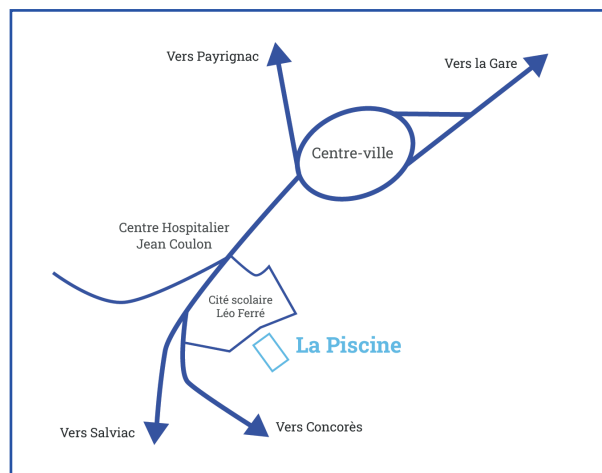 Vers Payrignac
Vers la Gare
Centre-ville
Centre Hospitalier
Jean Coulon
Cité scolaire
Léo Ferré
La Piscine
Vers Salviac
Vers Concorès